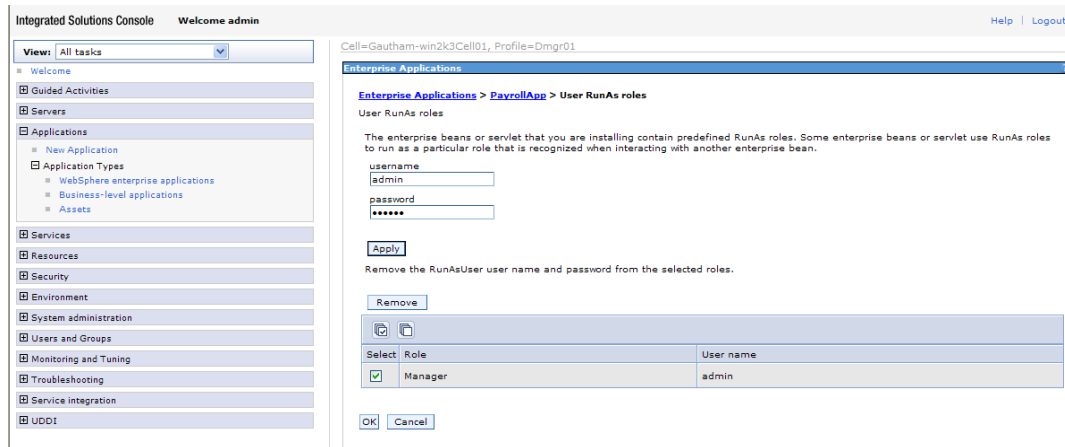 Integrated Solutions Console Welcome admin
Help | Logout
View: All tasks
Cell=Gautham-win2k3Cell01, Profile=Dmgr01
Welcome
Guided Activities
Servers
Applications
New Application
Application Types
WebSphere enterprise applications
Business-level applications
Assets
Services
Resources
Security
Environment
System administration
Users and Groups
Monitoring and Tuning
Troubleshooting
Service integration
UDDI
Enterprise Applications
Enterprise Applications > PayrollApp > User RunAs roles
User RunAs roles
The enterprise beans or servlet that you are installing contain predefined RunAs roles. Some enterprise beans or servlet use RunAs roles
to run as a particular role that is recognized when interacting with another enterprise bean.
username
admin
password
••••••
Apply
Remove the RunAsUser user name and password from the selected roles.
Remove
Select Role User name
Manager admin
OK Cancel